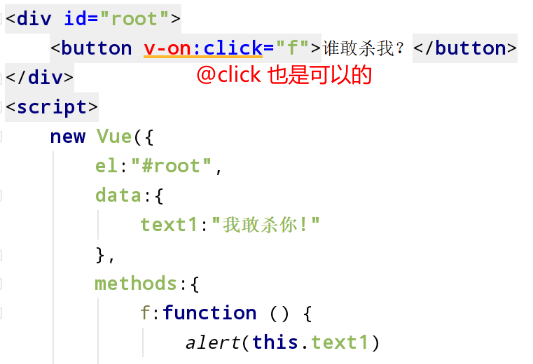 <div id="root">
<button v-on:click="f">谁敢杀我？</button>
</div>
@click 也是可以的
<script>
new Vue({
el:"#root",
data:{
text1:"我敢杀你!"
},
methods:{
f:function () {
alert(this.text1)